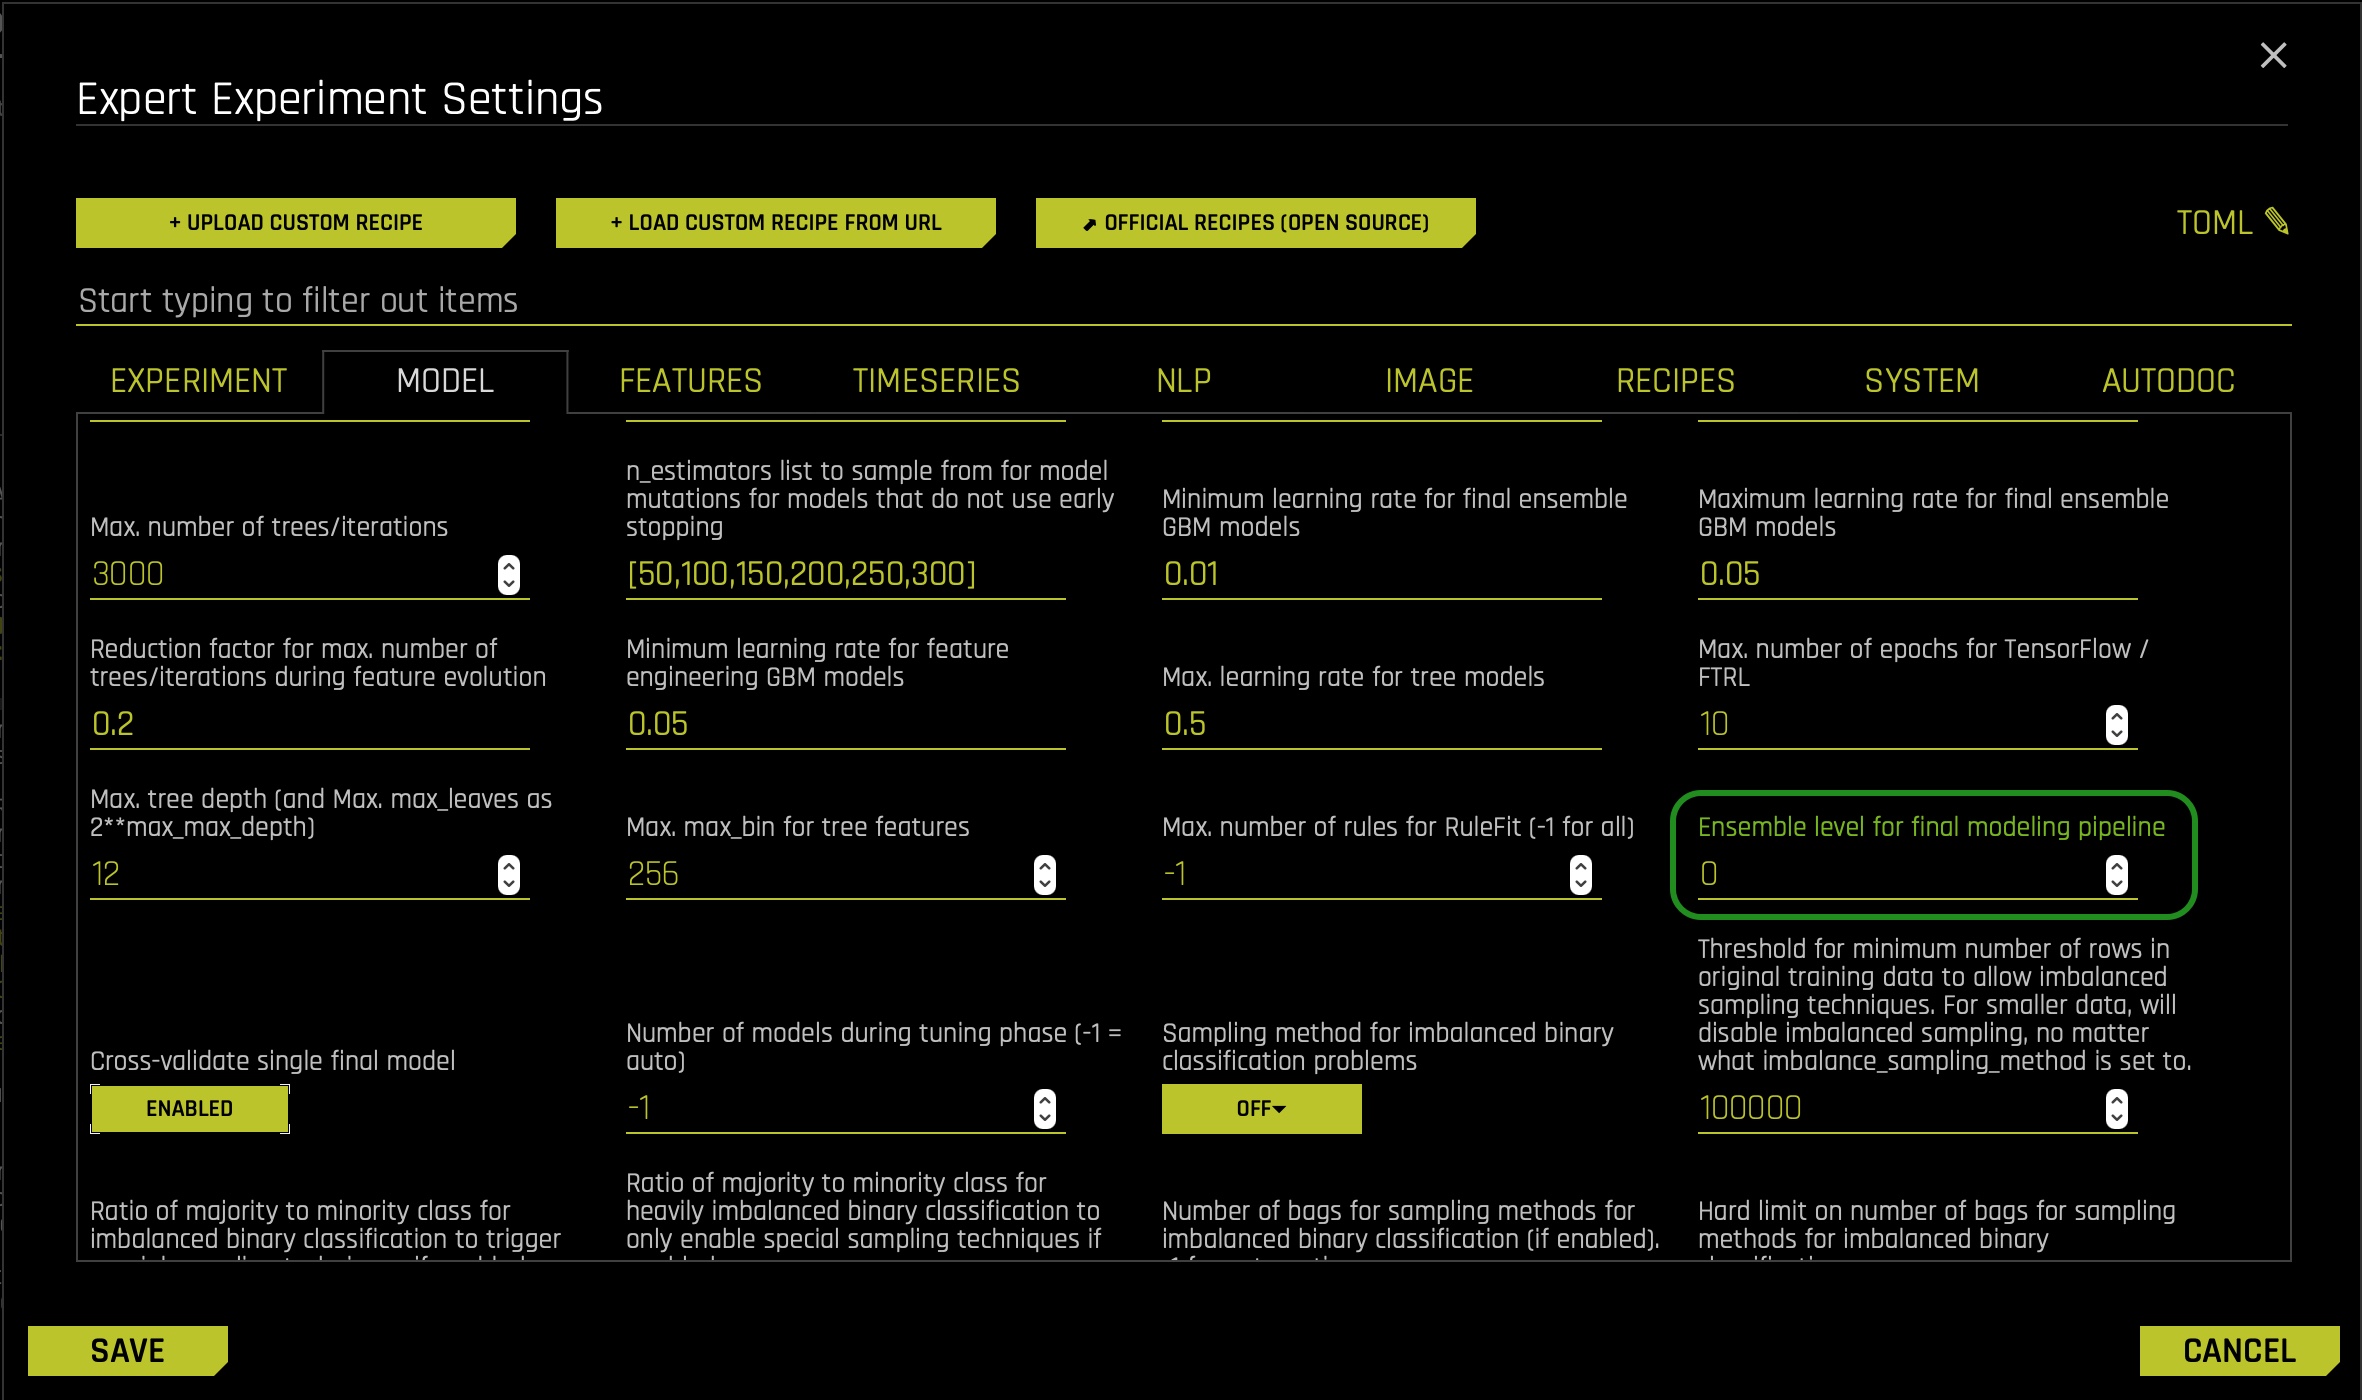 Expert Experiment Settings
+ UPLOAD CUSTOM RECIPE
+ LOAD CUSTOM RECIPE FROM URL
OFFICIAL RECIPES (OPEN SOURCE)
TOML
Start typing to filter out items
EXPERIMENT
MODEL
FEATURES
TIMESERIES
NLP
IMAGE
RECIPES
SYSTEM
AUTODOC
Max. number of trees/iterations
3000
n_estimators list to sample from for model
mutations for models that do not use early
stopping
[50,100,150,200,250,300]
Minimum learning rate for final ensemble
GBM models
0.01
Maximum learning rate for final ensemble
GBM models
0.05
Reduction factor for max. number of
trees/iterations during feature evolution
0.2
Minimum learning rate for feature
engineering GBM models
0.05
Max. learning rate for tree models
0.5
Max. number of epochs for TensorFlow /
FTRL
10
Max. tree depth (and Max. max_leaves as
2**max_max_depth)
12
Max. max_bin for tree features
256
Max. number of rules for RuleFit (-1 for all)
-1
Ensemble level for final modeling pipeline
0
Cross-validate single final model
ENABLED
Number of models during tuning phase (-1 =
auto)
-1
Sampling method for imbalanced binary
classification problems
OFF
Threshold for minimum number of rows in
original training data to allow imbalanced
sampling techniques. For smaller data, will
disable imbalanced sampling, no matter
what imbalance_sampling_method is set to.
100000
Ratio of majority to minority class for
imbalanced binary classification to trigger
Ratio of majority to minority class for
heavily imbalanced binary classification to
only enable special sampling techniques if
Number of bags for sampling methods for
imbalanced binary classification (if enabled).
Hard limit on number of bags for sampling
methods for imbalanced binary
SAVE
CANCEL